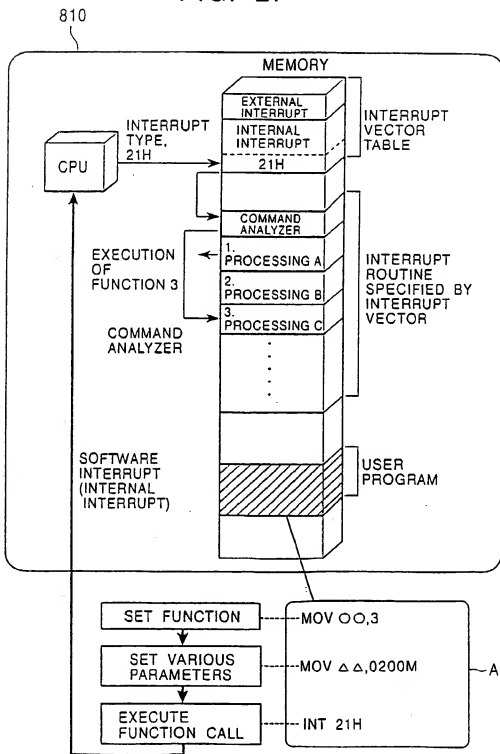 810
MEMORY
EXTERNAL
INTERRUPT
INTERNAL
INTERRUPT
21H
INTERRUPT
VECTOR
TABLE
INTERRUPT
TYPE,
21H
CPU
COMMAND
ANALYZER
1.
PROCESSING A
2.
PROCESSING B
3.
PROCESSING C
EXECUTION
OF
FUNCTION 3
COMMAND
ANALYZER
INTERRUPT
ROUTINE
SPECIFIED BY
INTERRUPT
VECTOR
SOFTWARE
INTERRUPT
(INTERNAL
INTERRUPT)
USER
PROGRAM
SET FUNCTION
MOV ○○,3
SET VARIOUS
PARAMETERS
MOV △△,0200M
A
EXECUTE
FUNCTION CALL
INT 21H